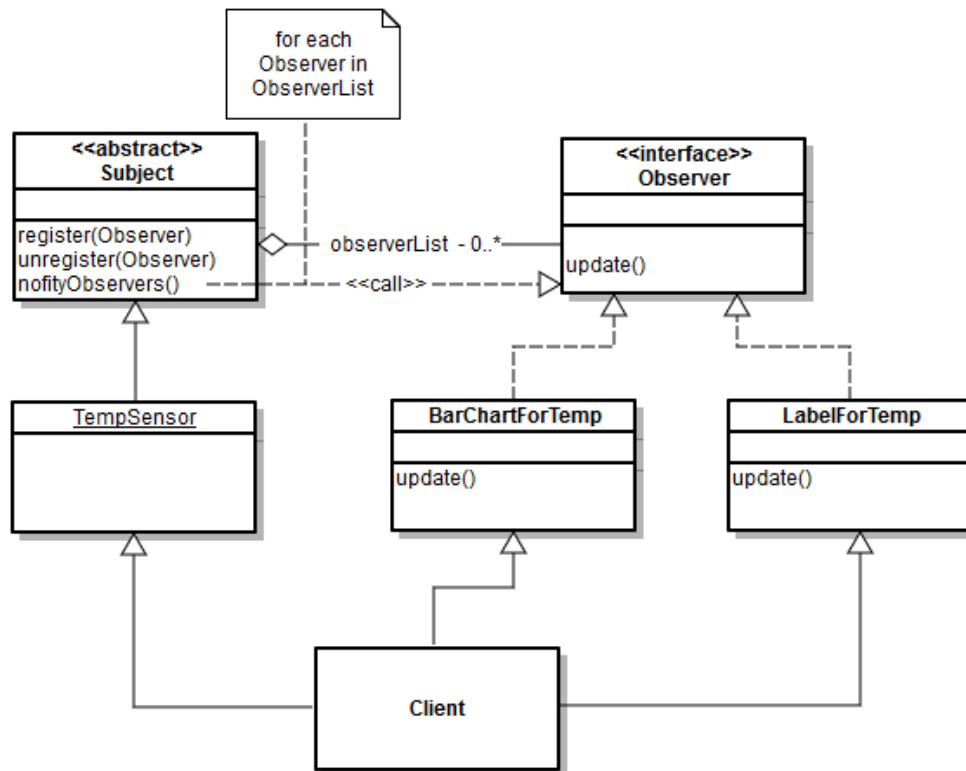 for each
Observer in
ObserverList
<<abstract>>
Subject
register(Observer)
unregister(Observer)
nofityObservers()
observerList - 0..*
<<call>>
<<interface>>
Observer
update()
TempSensor
BarChartForTemp
update()
LabelForTemp
update()
Client